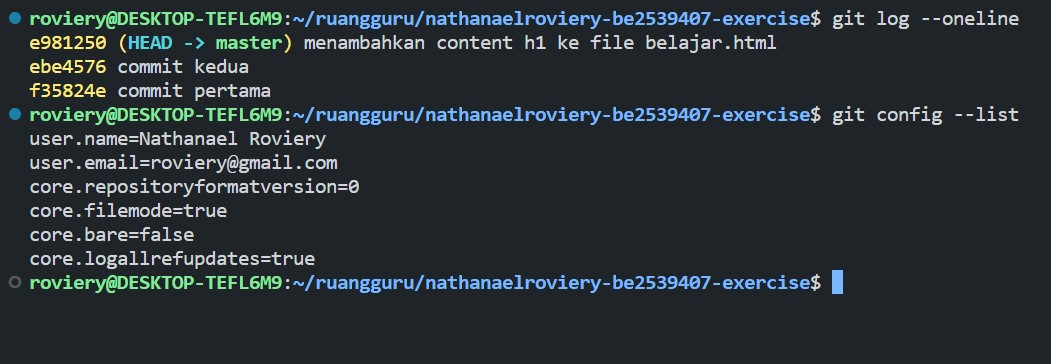 roviery@DESKTOP-TEFL6M9:~/ruangguru/nathanaelroviery-be2539407-exercise$ git log --oneline
e981250 (HEAD -> master) menambahkan content h1 ke file belajar.html
ebe4576 commit kedua
f35824e commit pertama
roviery@DESKTOP-TEFL6M9:~/ruangguru/nathanaelroviery-be2539407-exercise$ git config --list
user.name=Nathanael Roviery
user.email=roviery@gmail.com
core.repositoryformatversion=0
core.filemode=true
core.bare=false
core.logallrefupdates=true
roviery@DESKTOP-TEFL6M9:~/ruangguru/nathanaelroviery-be2539407-exercise$